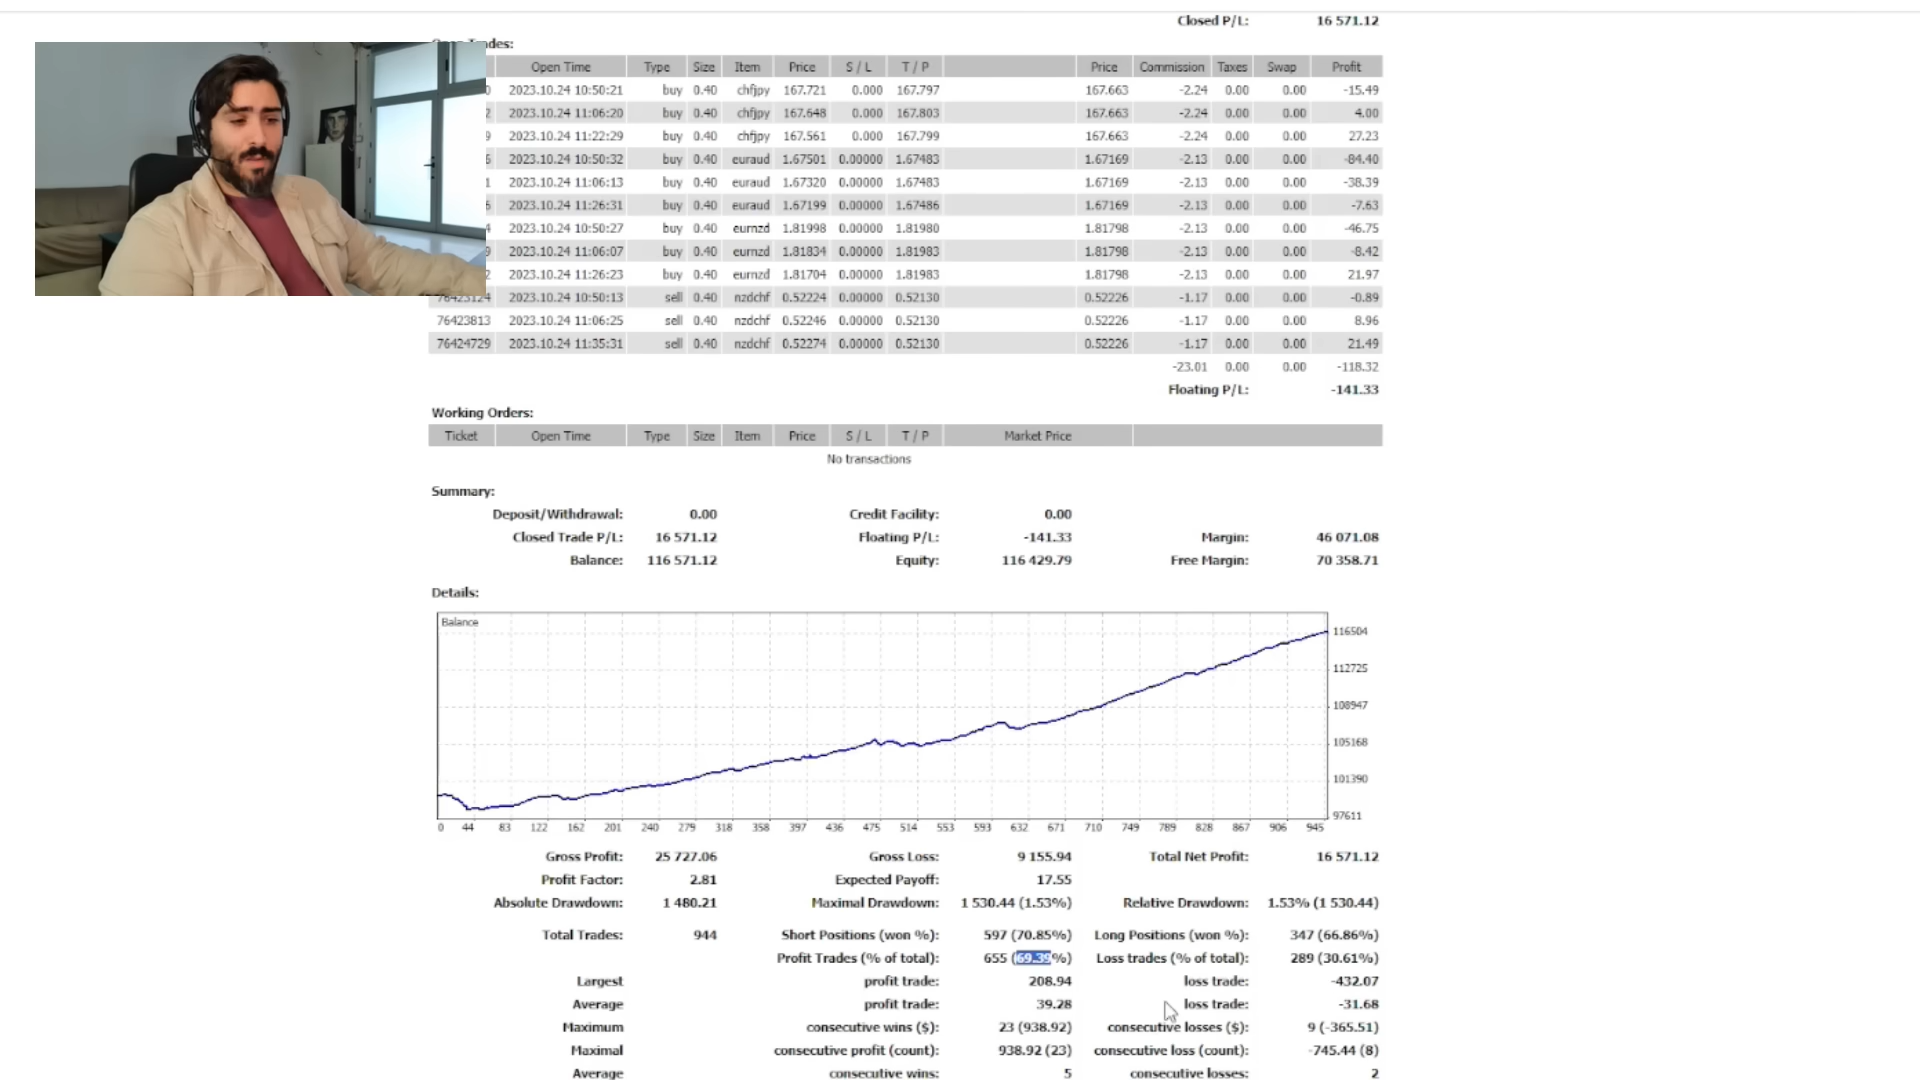 Closed P/L: 16 571.12
Trades:
Open Time Type Size Item Price S / L T / P Price Commission Taxes Swap Profit
0 2023.10.24 10:50:21 buy 0.40 chfjpy 167.721 0.000 167.797 167.663 -2.24 0.00 0.00 -15.49
2 2023.10.24 11:06:20 buy 0.40 chfjpy 167.648 0.000 167.803 167.663 -2.24 0.00 0.00 4.00
9 2023.10.24 11:22:29 buy 0.40 chfjpy 167.561 0.000 167.799 167.663 -2.24 0.00 0.00 27.23
6 2023.10.24 10:50:32 buy 0.40 euraud 1.67501 0.00000 1.67483 1.67169 -2.13 0.00 0.00 -84.40
1 2023.10.24 11:06:13 buy 0.40 euraud 1.67320 0.00000 1.67483 1.67169 -2.13 0.00 0.00 -38.39
5 2023.10.24 11:26:31 buy 0.40 euraud 1.67199 0.00000 1.67486 1.67169 -2.13 0.00 0.00 -7.63
4 2023.10.24 10:50:27 buy 0.40 eurnzd 1.81998 0.00000 1.81980 1.81798 -2.13 0.00 0.00 -46.75
9 2023.10.24 11:06:07 buy 0.40 eurnzd 1.81834 0.00000 1.81983 1.81798 -2.13 0.00 0.00 -8.42
2 2023.10.24 11:26:23 buy 0.40 eurnzd 1.81704 0.00000 1.81983 1.81798 -2.13 0.00 0.00 21.97
76423124 2023.10.24 10:50:13 sell 0.40 nzdchf 0.52224 0.00000 0.52130 0.52226 -1.17 0.00 0.00 -0.89
76423813 2023.10.24 11:06:25 sell 0.40 nzdchf 0.52246 0.00000 0.52130 0.52226 -1.17 0.00 0.00 8.96
76424729 2023.10.24 11:35:31 sell 0.40 nzdchf 0.52274 0.00000 0.52130 0.52226 -1.17 0.00 0.00 21.49
-23.01 0.00 0.00 -118.32
Floating P/L: -141.33
Working Orders:
Ticket Open Time Type Size Item Price S / L T / P Market Price
No transactions
Summary:
Deposit/Withdrawal: 0.00 Credit Facility: 0.00
Closed Trade P/L: 16 571.12 Floating P/L: -141.33 Margin: 46 071.08
Balance: 116 571.12 Equity: 116 429.79 Free Margin: 70 358.71
Details:
Balance
116504
112725
108947
105168
101390
97611
0 44 83 122 162 201 240 279 318 358 397 436 475 514 553 593 632 671 710 749 789 828 867 906 945
Gross Profit: 25 727.06 Gross Loss: 9 155.94 Total Net Profit: 16 571.12
Profit Factor: 2.81 Expected Payoff: 17.55
Absolute Drawdown: 1 480.21 Maximal Drawdown: 1 530.44 (1.53%) Relative Drawdown: 1.53% (1 530.44)
Total Trades: 944 Short Positions (won %): 597 (70.85%) Long Positions (won %): 347 (66.86%)
Profit Trades (% of total): 655 (69.39%) Loss trades (% of total): 289 (30.61%)
Largest profit trade: 208.94 loss trade: -432.07
Average profit trade: 39.28 loss trade: -31.68
Maximum consecutive wins ($): 23 (938.92) consecutive losses ($): 9 (-365.51)
Maximal consecutive profit (count): 938.92 (23) consecutive loss (count): -745.44 (8)
Average consecutive wins: 5 consecutive losses: 2